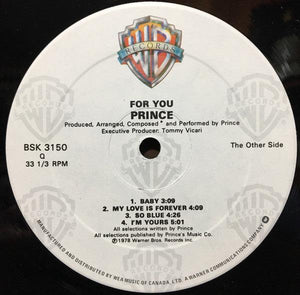 RECORDS
FOR YOU
PRINCE
Produced, Arranged, Composed * and Performed by Prince
Executive Producer: Tommy Vicari
BSK 3150
The Other Side
33 1/3 RPM
1. BABY 3:09
2. MY LOVE IS FOREVER 4:09
3. SO BLUE 4:26
4. I'M YOURS 5:01
All selections written by Prince
All selections published by Prince's Music Co.
℗ 1978 Warner Bros. Records Inc.
MANUFACTURED AND DISTRIBUTED BY WEA MUSIC OF CANADA, LTD. A WARNER COMMUNICATIONS COMPANY